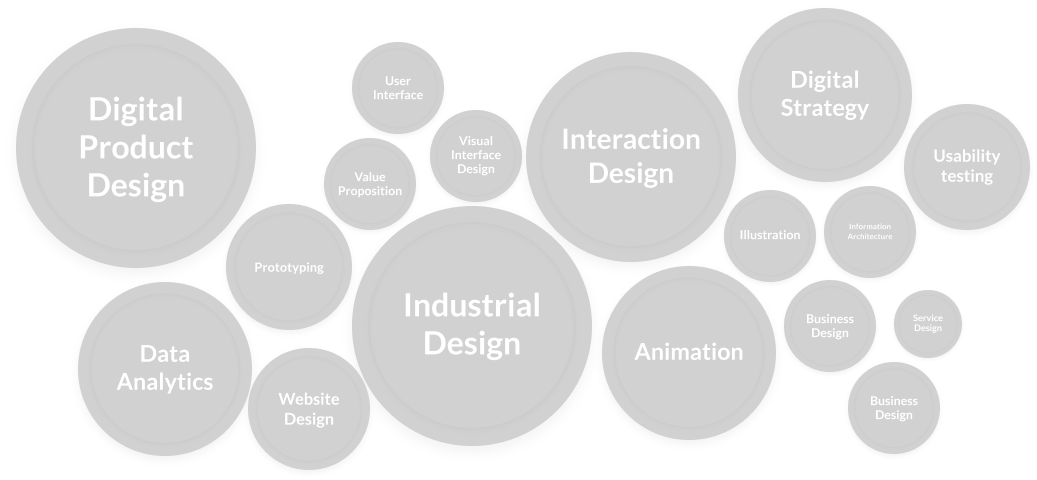 Digital
Product
Design
User
Interface
Visual
Interface
Design
Value
Proposition
Interaction
Design
Digital
Strategy
Usability
testing
Prototyping
Illustration
Information
Architecture
Industrial
Design
Data
Analytics
Website
Design
Animation
Business
Design
Service
Design
Business
Design